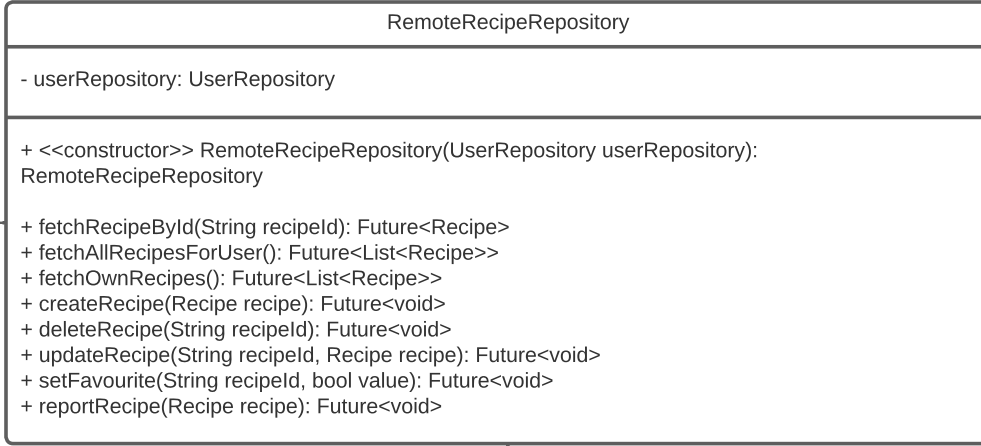 RemoteRecipeRepository
- userRepository: UserRepository
+ <<constructor>> RemoteRecipeRepository(UserRepository userRepository):
RemoteRecipeRepository
+ fetchRecipeById(String recipeId): Future<Recipe>
+ fetchAllRecipesForUser(): Future<List<Recipe>>
+ fetchOwnRecipes(): Future<List<Recipe>>
+ createRecipe(Recipe recipe): Future<void>
+ deleteRecipe(String recipeId): Future<void>
+ updateRecipe(String recipeId, Recipe recipe): Future<void>
+ setFavourite(String recipeId, bool value): Future<void>
+ reportRecipe(Recipe recipe): Future<void>